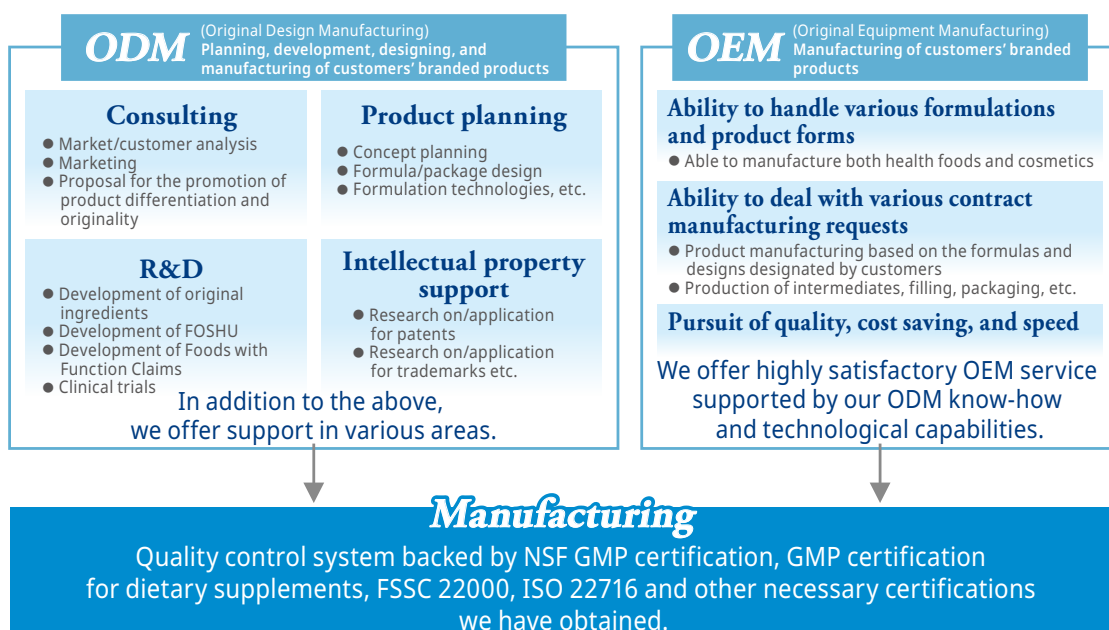 ODM
(Original Design Manufacturing)
Planning, development, designing, and
manufacturing of customers' branded products
Consulting
● Market/customer analysis
● Marketing
● Proposal for the promotion of
product differentiation and
originality
Product planning
● Concept planning
● Formula/package design
● Formulation technologies, etc.
R&D
● Development of original
ingredients
● Development of FOSHU
● Development of Foods with
Function Claims
● Clinical trials
Intellectual property
support
● Research on/application
for patents
● Research on/application
for trademarks etc.
In addition to the above,
we offer support in various areas.
OEM
(Original Equipment Manufacturing)
Manufacturing of customers' branded
products
Ability to handle various formulations
and product forms
● Able to manufacture both health foods and cosmetics
Ability to deal with various contract
manufacturing requests
● Product manufacturing based on the formulas and
designs designated by customers
● Production of intermediates, filling, packaging, etc.
Pursuit of quality, cost saving, and speed
We offer highly satisfactory OEM service
supported by our ODM know-how
and technological capabilities.
Manufacturing
Quality control system backed by NSF GMP certification, GMP certification
for dietary supplements, FSSC 22000, ISO 22716 and other necessary certifications
we have obtained.